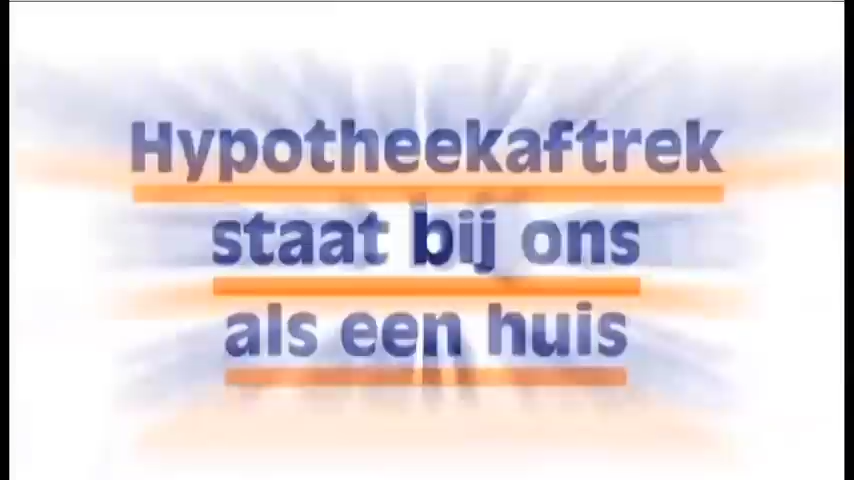 Hypotheekaftrek
staat bij ons
als een huis